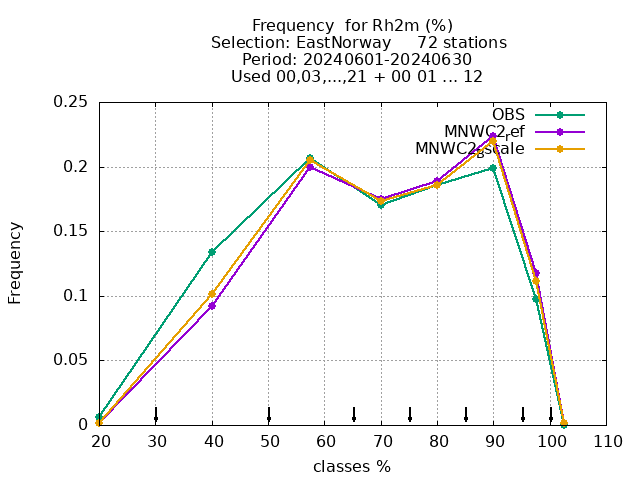 Frequency  for Rh2m (%)
Selection: EastNorway     72 stations
Period: 20240601-20240630
Used 00,03,...,21 + 00 01 ... 12
OBS
MNWC2ref
MNWC2gscale
Frequency
0.25
0.2
0.15
0.1
0.05
0
20 30 40 50 60 70 80 90 100 110
classes %